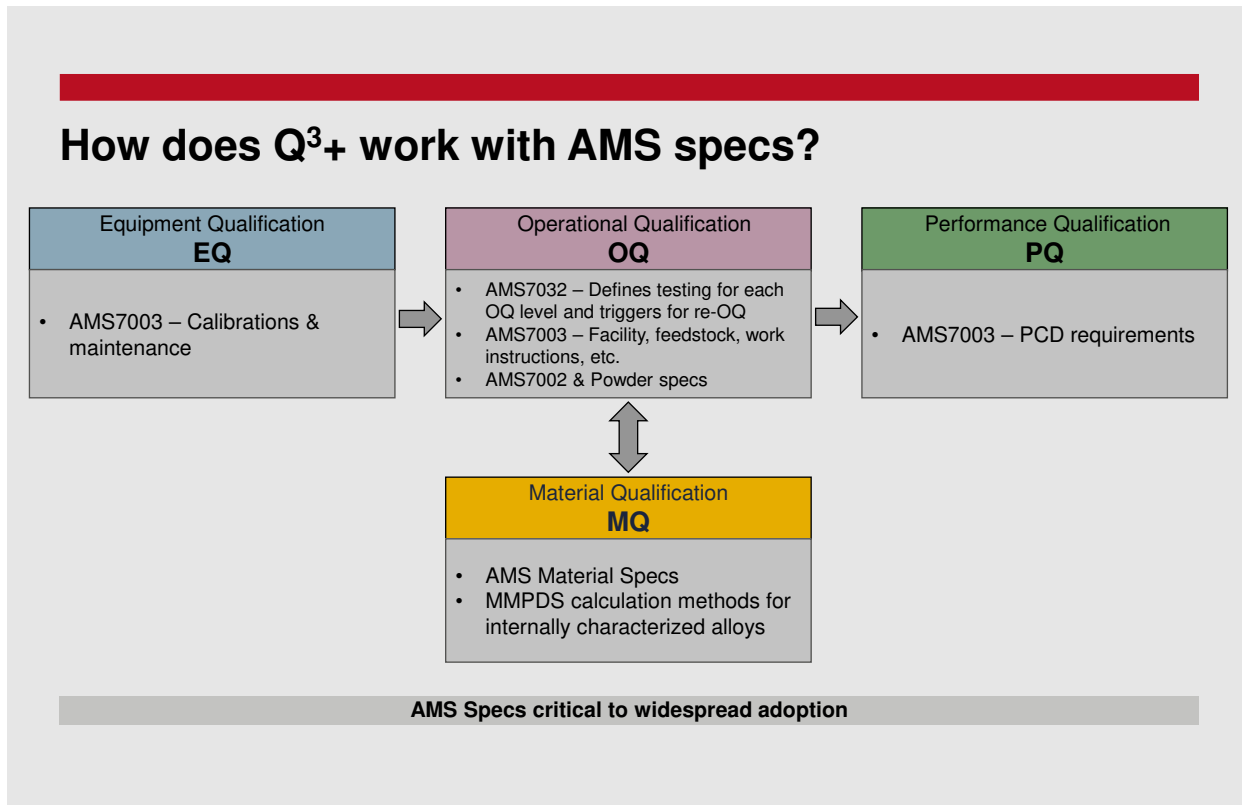 How does Q³+ work with AMS specs?
Equipment Qualification
EQ
• AMS7003 – Calibrations &
maintenance
Operational Qualification
OQ
• AMS7032 – Defines testing for each
OQ level and triggers for re-OQ
• AMS7003 – Facility, feedstock, work
instructions, etc.
• AMS7002 & Powder specs
Performance Qualification
PQ
• AMS7003 – PCD requirements
Material Qualification
MQ
• AMS Material Specs
• MMPDS calculation methods for
internally characterized alloys
AMS Specs critical to widespread adoption